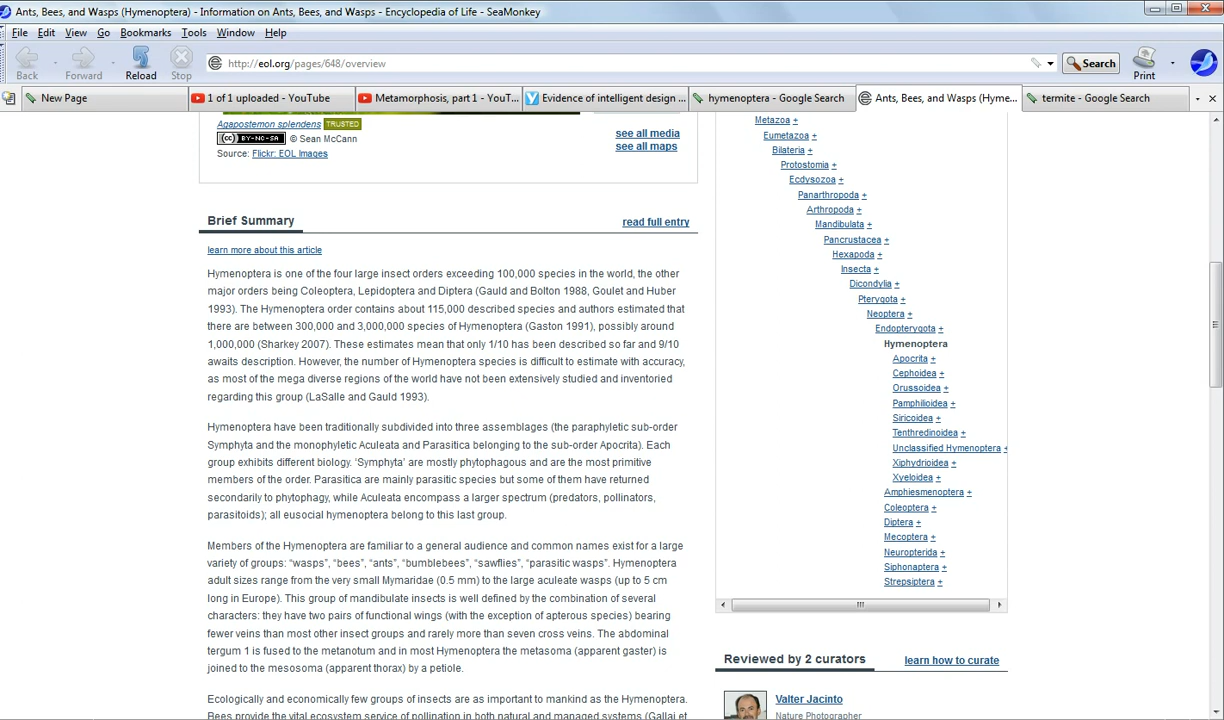 Ants, Bees, and Wasps (Hymenoptera) - Information on Ants, Bees, and Wasps - Encyclopedia of Life - SeaMonkey
File Edit View Go Bookmarks Tools Window Help
Back Forward Reload Stop http://eol.org/pages/648/overview Search Print
New Page 1 of 1 uploaded - YouTube Metamorphosis, part 1 - YouT... Evidence of intelligent design ... hymenoptera - Google Search Ants, Bees, and Wasps (Hyme... termite - Google Search
Agapostemon splendens TRUSTED
cc BY-NC-SA © Sean McCann
Source: Flickr: EOL Images
see all media
see all maps
Brief Summary
read full entry
learn more about this article
Hymenoptera is one of the four large insect orders exceeding 100,000 species in the world, the other
major orders being Coleoptera, Lepidoptera and Diptera (Gauld and Bolton 1988, Goulet and Huber
1993). The Hymenoptera order contains about 115,000 described species and authors estimated that
there are between 300,000 and 3,000,000 species of Hymenoptera (Gaston 1991), possibly around
1,000,000 (Sharkey 2007). These estimates mean that only 1/10 has been described so far and 9/10
awaits description. However, the number of Hymenoptera species is difficult to estimate with accuracy,
as most of the mega diverse regions of the world have not been extensively studied and inventoried
regarding this group (LaSalle and Gauld 1993).
Hymenoptera have been traditionally subdivided into three assemblages (the paraphyletic sub-order
Symphyta and the monophyletic Aculeata and Parasitica belonging to the sub-order Apocrita). Each
group exhibits different biology. ‘Symphyta’ are mostly phytophagous and are the most primitive
members of the order. Parasitica are mainly parasitic species but some of them have returned
secondarily to phytophagy, while Aculeata encompass a larger spectrum (predators, pollinators,
parasitoids); all eusocial hymenoptera belong to this last group.
Members of the Hymenoptera are familiar to a general audience and common names exist for a large
variety of groups: “wasps”, “bees”, “ants”, “bumblebees”, “sawflies”, “parasitic wasps”. Hymenoptera
adult sizes range from the very small Mymaridae (0.5 mm) to the large aculeate wasps (up to 5 cm
long in Europe). This group of mandibulate insects is well defined by the combination of several
characters: they have two pairs of functional wings (with the exception of apterous species) bearing
fewer veins than most other insect groups and rarely more than seven cross veins. The abdominal
tergum 1 is fused to the metanotum and in most Hymenoptera the metasoma (apparent gaster) is
joined to the mesosoma (apparent thorax) by a petiole.
Ecologically and economically few groups of insects are as important to mankind as the Hymenoptera.
Bees provide the vital ecosystem service of pollination in both natural and managed systems (Gallai et
Metazoa +
Eumetazoa +
Bilateria +
Protostomia +
Ecdysozoa +
Panarthropoda +
Arthropoda +
Mandibulata +
Pancrustacea +
Hexapoda +
Insecta +
Dicondylia +
Pterygota +
Neoptera +
Endopterygota +
Hymenoptera
Apocrita +
Cephoidea +
Orussoidea +
Pamphilioidea +
Siricoidea +
Tenthredinoidea +
Unclassified Hymenoptera +
Xiphydrioidea +
Xyeloidea +
Amphiesmenoptera +
Coleoptera +
Diptera +
Mecoptera +
Neuropterida +
Siphonaptera +
Strepsiptera +
Reviewed by 2 curators
learn how to curate
Valter Jacinto
Nature Photographer